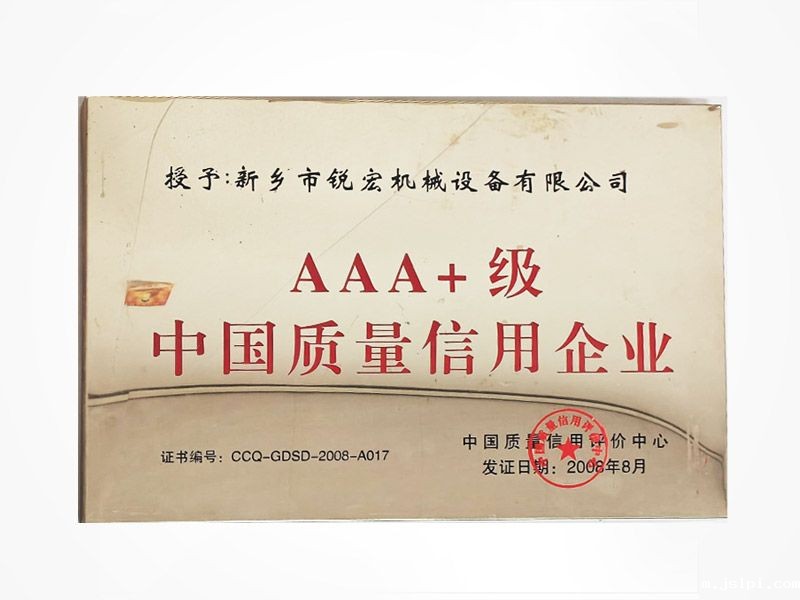 授予:新乡市锐宏机械设备有限公司
AAA+级
中国质量信用企业
证书编号：CCQ-GDSD-2008-A017
中国质量信用评价中心
发证日期：2008年8月